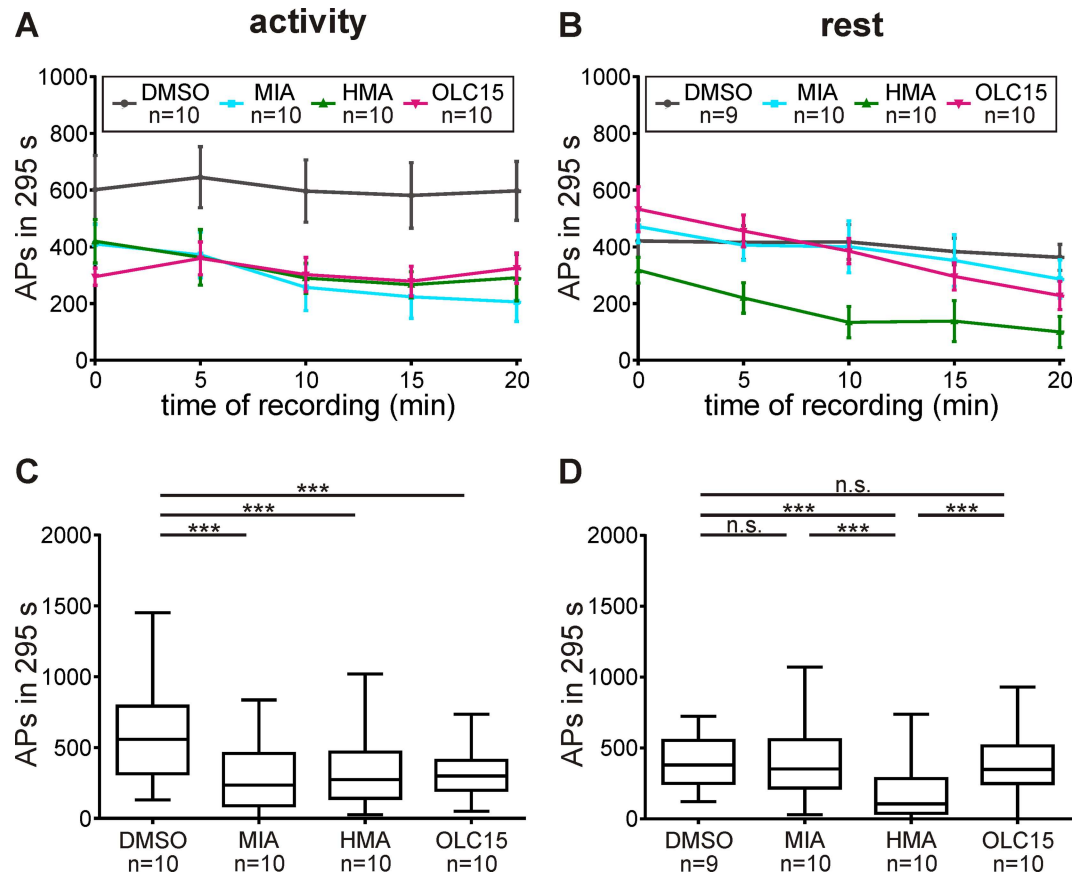 A activity
1000
800
600
400
200
0
APs in 295 s
DMSO MIA HMA OLC15
n=10 n=10 n=10 n=10
0 5 10 15 20
time of recording (min)
B rest
1000
800
600
400
200
0
APs in 295 s
DMSO MIA HMA OLC15
n=9 n=10 n=10 n=10
0 5 10 15 20
time of recording (min)
C
***
***
***
2000
1500
1000
500
0
APs in 295 s
DMSO MIA HMA OLC15
n=10 n=10 n=10 n=10
D
n.s.
*** ***
n.s. ***
2000
1500
1000
500
0
APs in 295 s
DMSO MIA HMA OLC15
n=9 n=10 n=10 n=10